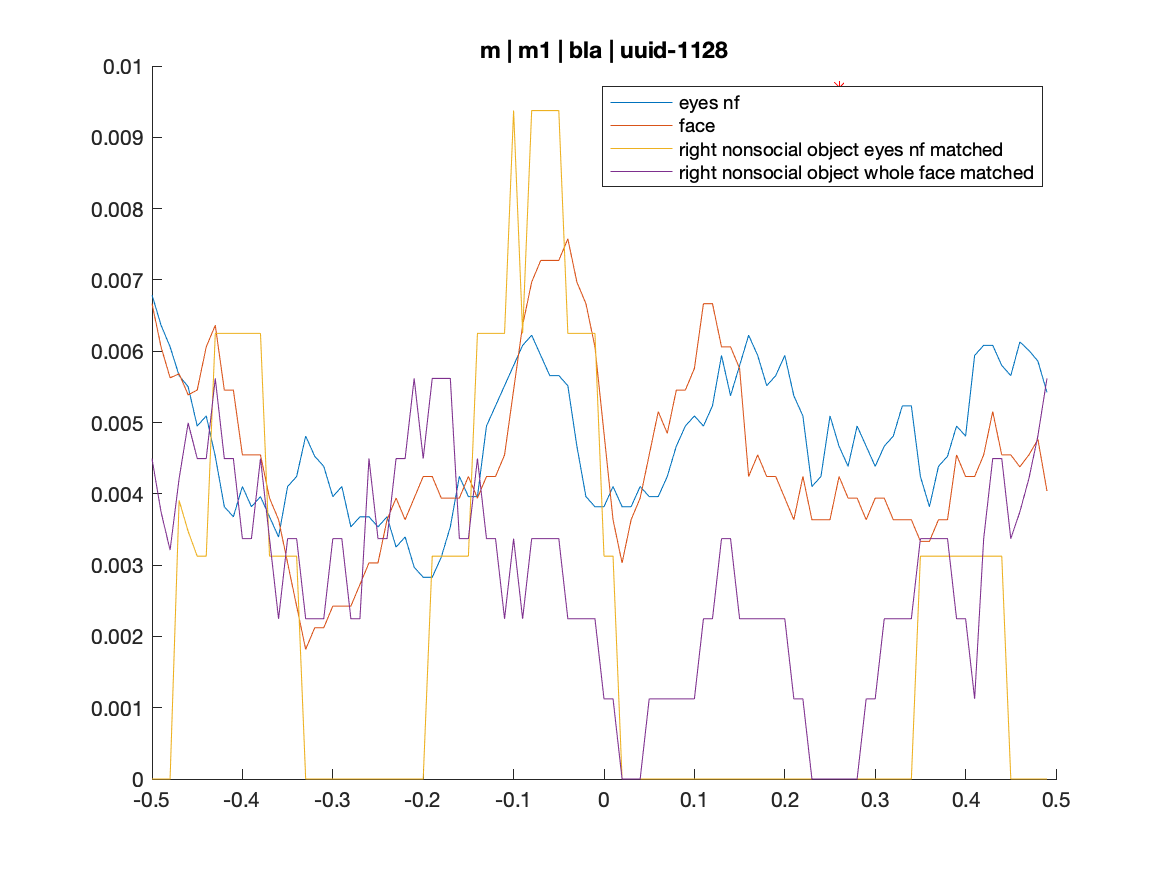 m | m1 | bla | uuid-1128
0.01
0.009
0.008
0.007
0.006
0.005
0.004
0.003
0.002
0.001
0
eyes nf
face
right nonsocial object eyes nf matched
right nonsocial object whole face matched
-0.5 -0.4 -0.3 -0.2 -0.1 0 0.1 0.2 0.3 0.4 0.5